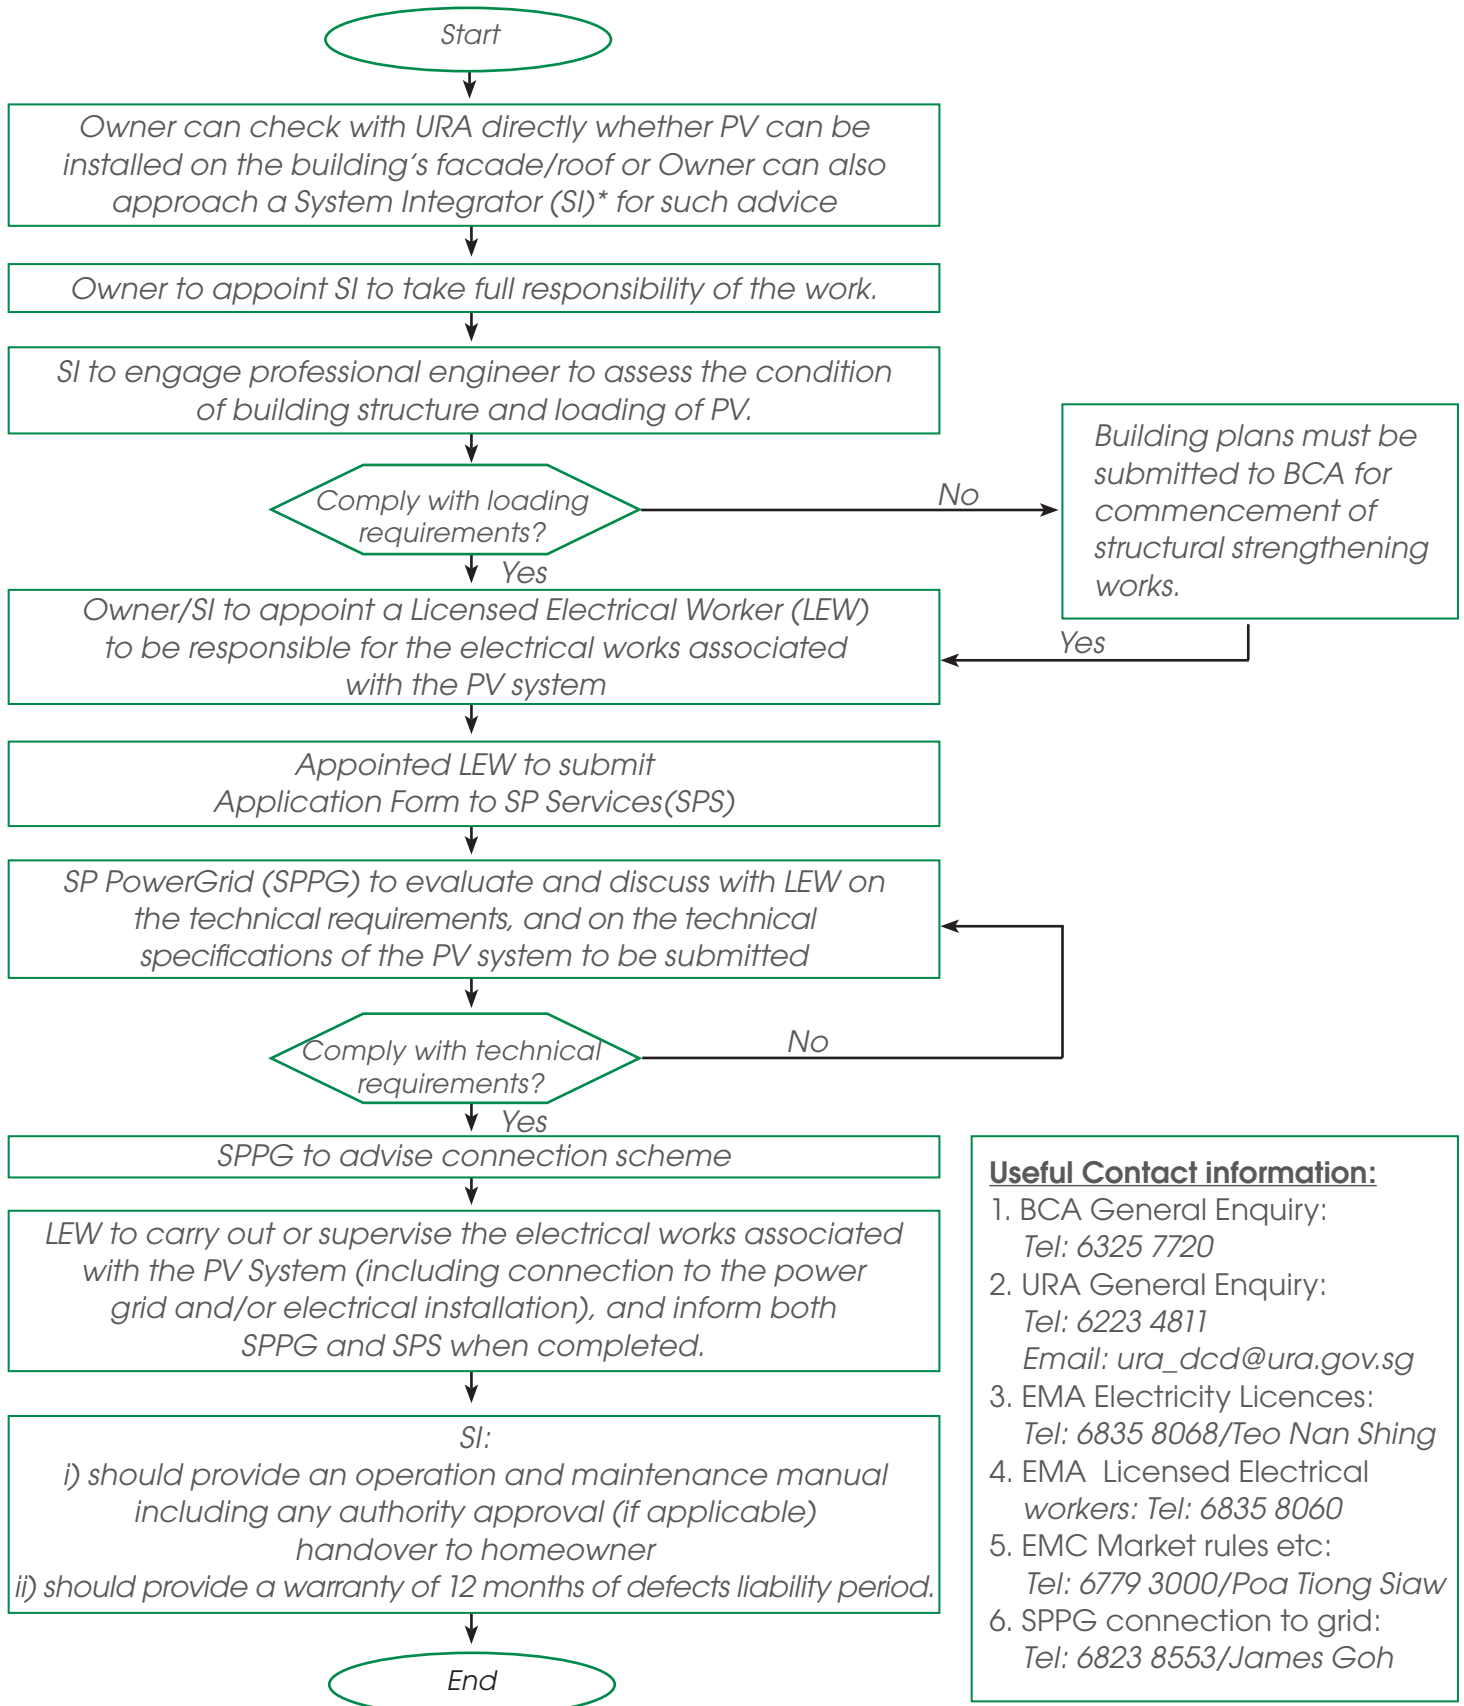 Start
Owner can check with URA directly whether PV can be
installed on the building's facade/roof or Owner can also
approach a System Integrator (SI)* for such advice
Owner to appoint SI to take full responsibility of the work.
SI to engage professional engineer to assess the condition
of building structure and loading of PV.
Comply with loading
requirements?
No
Building plans must be
submitted to BCA for
commencement of
structural strengthening
works.
Yes
Owner/SI to appoint a Licensed Electrical Worker (LEW)
to be responsible for the electrical works associated
with the PV system
Yes
Appointed LEW to submit
Application Form to SP Services(SPS)
SP PowerGrid (SPPG) to evaluate and discuss with LEW on
the technical requirements, and on the technical
specifications of the PV system to be submitted
Comply with technical
requirements?
No
Yes
SPPG to advise connection scheme
LEW to carry out or supervise the electrical works associated
with the PV System (including connection to the power
grid and/or electrical installation), and inform both
SPPG and SPS when completed.
SI:
i) should provide an operation and maintenance manual
including any authority approval (if applicable)
handover to homeowner
ii) should provide a warranty of 12 months of defects liability period.
End
Useful Contact information:
1. BCA General Enquiry:
Tel: 6325 7720
2. URA General Enquiry:
Tel: 6223 4811
Email: ura_dcd@ura.gov.sg
3. EMA Electricity Licences:
Tel: 6835 8068/Teo Nan Shing
4. EMA Licensed Electrical
workers: Tel: 6835 8060
5. EMC Market rules etc:
Tel: 6779 3000/Poa Tiong Siaw
6. SPPG connection to grid:
Tel: 6823 8553/James Goh